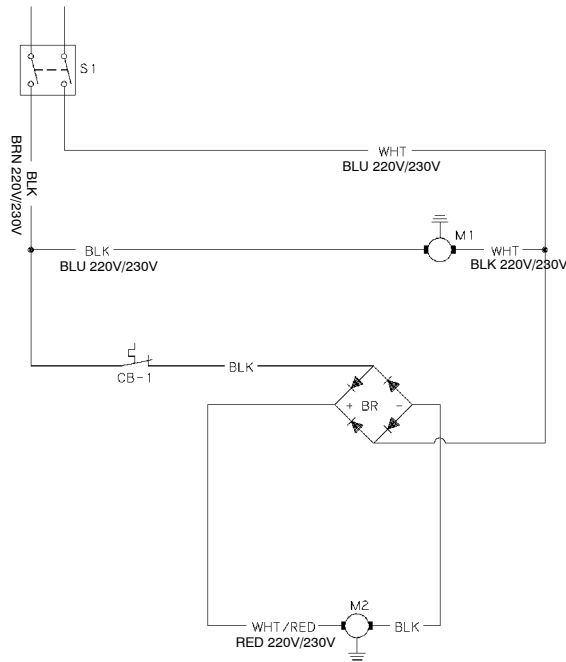 S1
WHT
BLU 220V/230V
BLK
BRN 220V/230V
M1
BLK
BLU 220V/230V
WHT
BLK 220V/230V
CB-1
BLK
+ BR -
M2
WHT/RED
BLK
RED 220V/230V